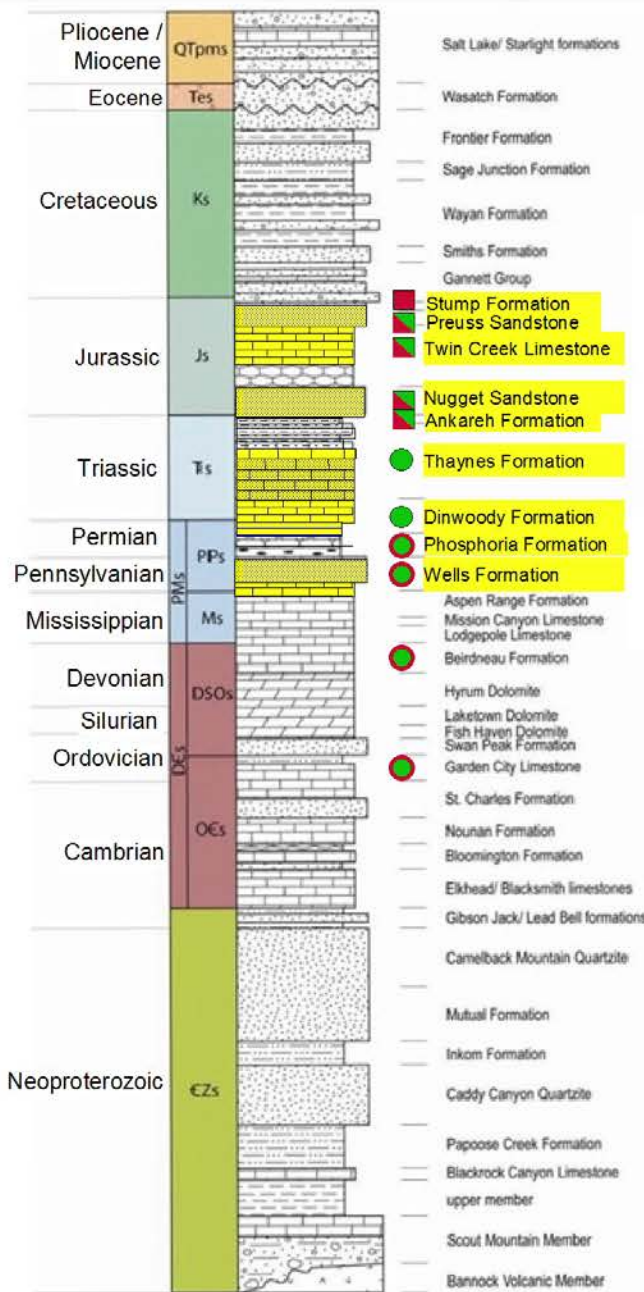 Pliocene /
Miocene
Eocene
Cretaceous
Jurassic
Triassic
Permian
Pennsylvanian
Mississippian
Devonian
Silurian
Ordovician
Cambrian
Neoproterozoic
QTpms
Tes
Ks
Js
TRs
PMs
PIPs
Ms
DЄs
DSOs
OЄs
ЄZs
Salt Lake/ Starlight formations
Wasatch Formation
Frontier Formation
Sage Junction Formation
Wayan Formation
Smiths Formation
Gannett Group
Stump Formation
Preuss Sandstone
Twin Creek Limestone
Nugget Sandstone
Ankareh Formation
Thaynes Formation
Dinwoody Formation
Phosphoria Formation
Wells Formation
Aspen Range Formation
Mission Canyon Limestone
Lodgepole Limestone
Beirdneau Formation
Hyrum Dolomite
Laketown Dolomite
Fish Haven Dolomite
Swan Peak Formation
Garden City Limestone
St. Charles Formation
Nounan Formation
Bloomington Formation
Elkhead/ Blacksmith limestones
Gibson Jack/ Lead Bell formations
Camelback Mountain Quartzite
Mutual Formation
Inkom Formation
Caddy Canyon Quartzite
Papoose Creek Formation
Blackrock Canyon Limestone
upper member
Scout Mountain Member
Bannock Volcanic Member